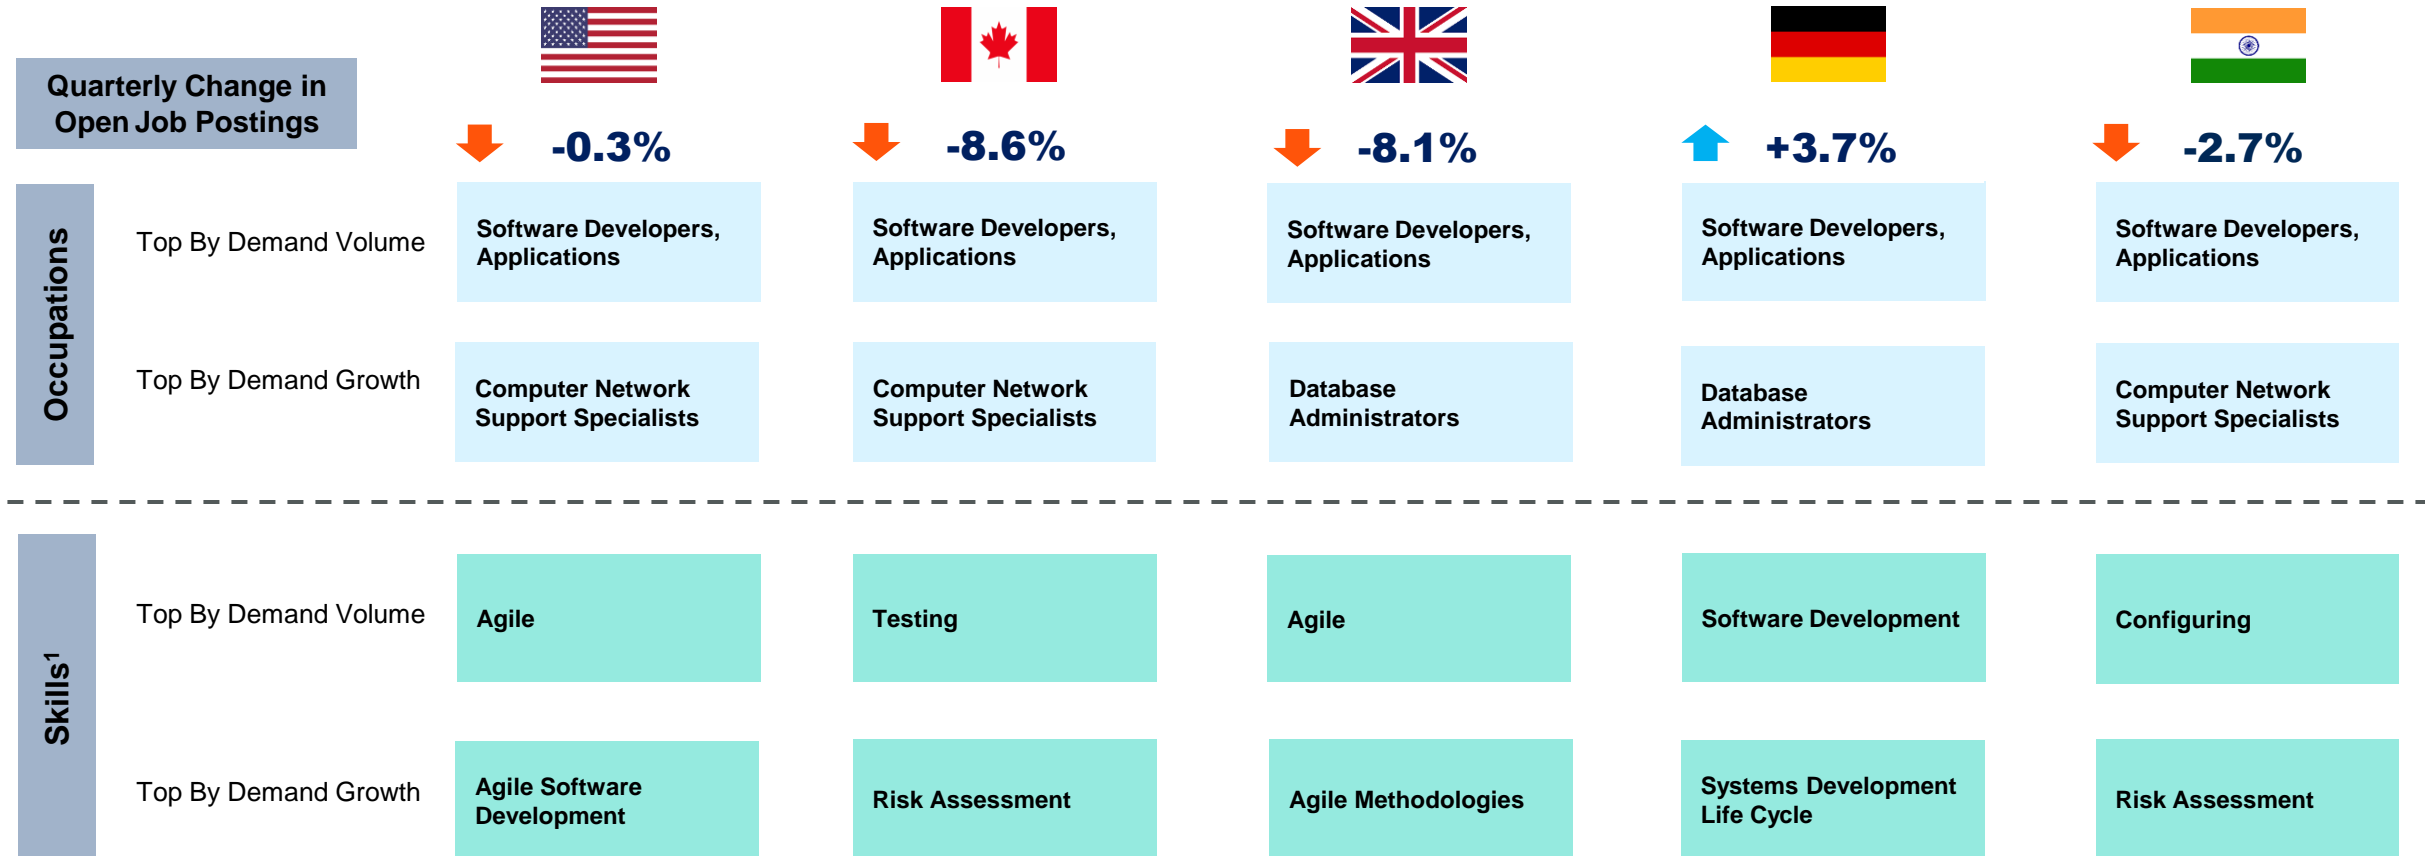 Quarterly Change in
Open Job Postings
-0.3%
-8.6%
-8.1%
+3.7%
-2.7%
Occupations
Top By Demand Volume
Software Developers,
Applications
Software Developers,
Applications
Software Developers,
Applications
Software Developers,
Applications
Software Developers,
Applications
Top By Demand Growth
Computer Network
Support Specialists
Computer Network
Support Specialists
Database
Administrators
Database
Administrators
Computer Network
Support Specialists
Skills¹
Top By Demand Volume
Agile
Testing
Agile
Software Development
Configuring
Top By Demand Growth
Agile Software
Development
Risk Assessment
Agile Methodologies
Systems Development
Life Cycle
Risk Assessment